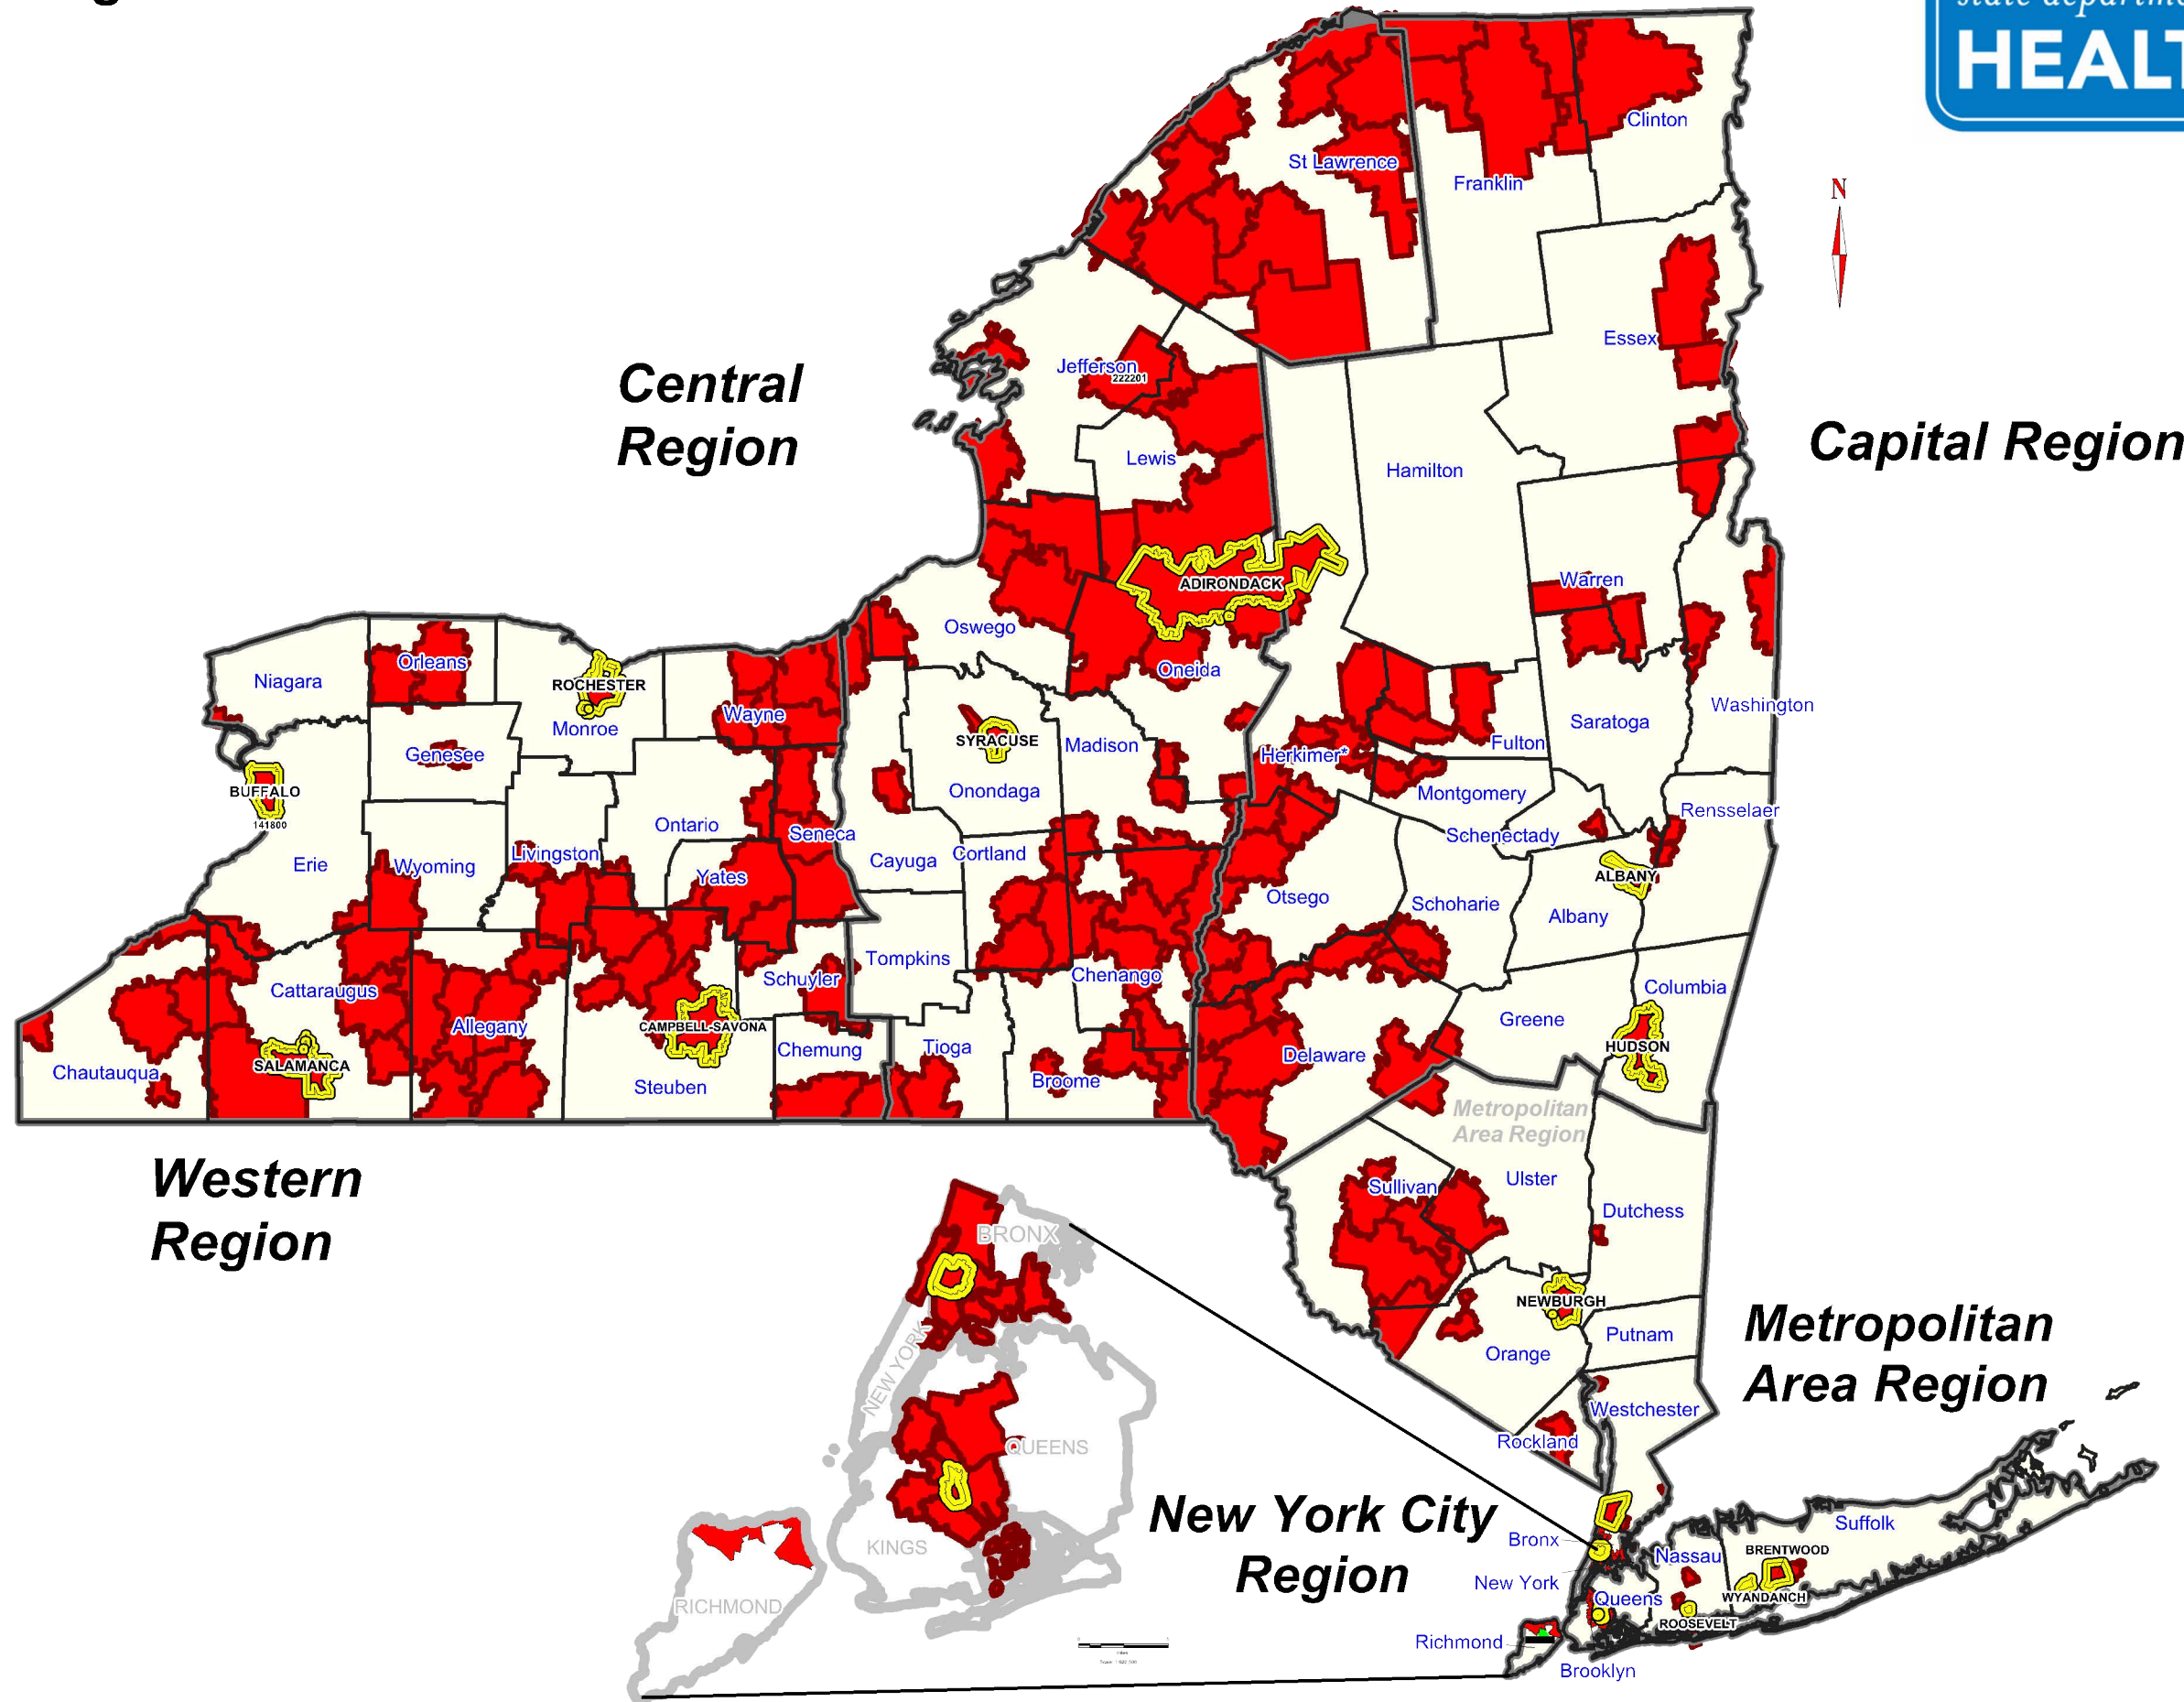 state departm
HEALT
Clinton
St Lawrence
Franklin
N
Essex
Central
Region
Jefferson
222201
Capital Region
Lewis
Hamilton
ADIRONDACK
Warren
Oswego
Orleans
Oneida
Niagara
ROCHESTER
Washington
Wayne
Saratoga
Monroe
SYRACUSE
Madison
Fulton
Genesee
Herkimer*
BUFFALO
Onondaga
Montgomery
Rensselaer
141800
Ontario
Seneca
Schenectady
Livingston
Cayuga
Cortland
Erie
Wyoming
Yates
ALBANY
Otsego
Schoharie
Albany
Tompkins
Schuyler
Chenango
Cattaraugus
Columbia
Allegany
CAMPBELL-SAVONA
Greene
Chemung
Tioga
HUDSON
Delaware
SALAMANCA
Chautauqua
Steuben
Broome
Metropolitan
Area Region
Western
Region
Sullivan
Ulster
Dutchess
BRONX
NEWBURGH
Metropolitan
Area Region
Putnam
Orange
NEW YORK
Westchester
Rockland
QUEENS
New York City
Region
Suffolk
KINGS
Bronx
Nassau
BRENTWOOD
New York
Queens
WYANDANCH
RICHMOND
ROOSEVELT
Richmond
Brooklyn